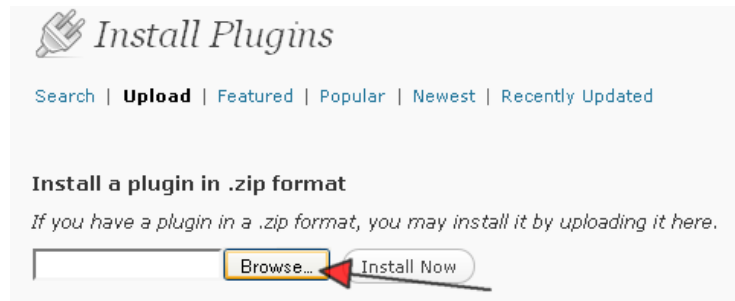 Install Plugins
Search | Upload | Featured | Popular | Newest | Recently Updated
Install a plugin in .zip format
If you have a plugin in a .zip format, you may install it by uploading it here.
Browse... Install Now